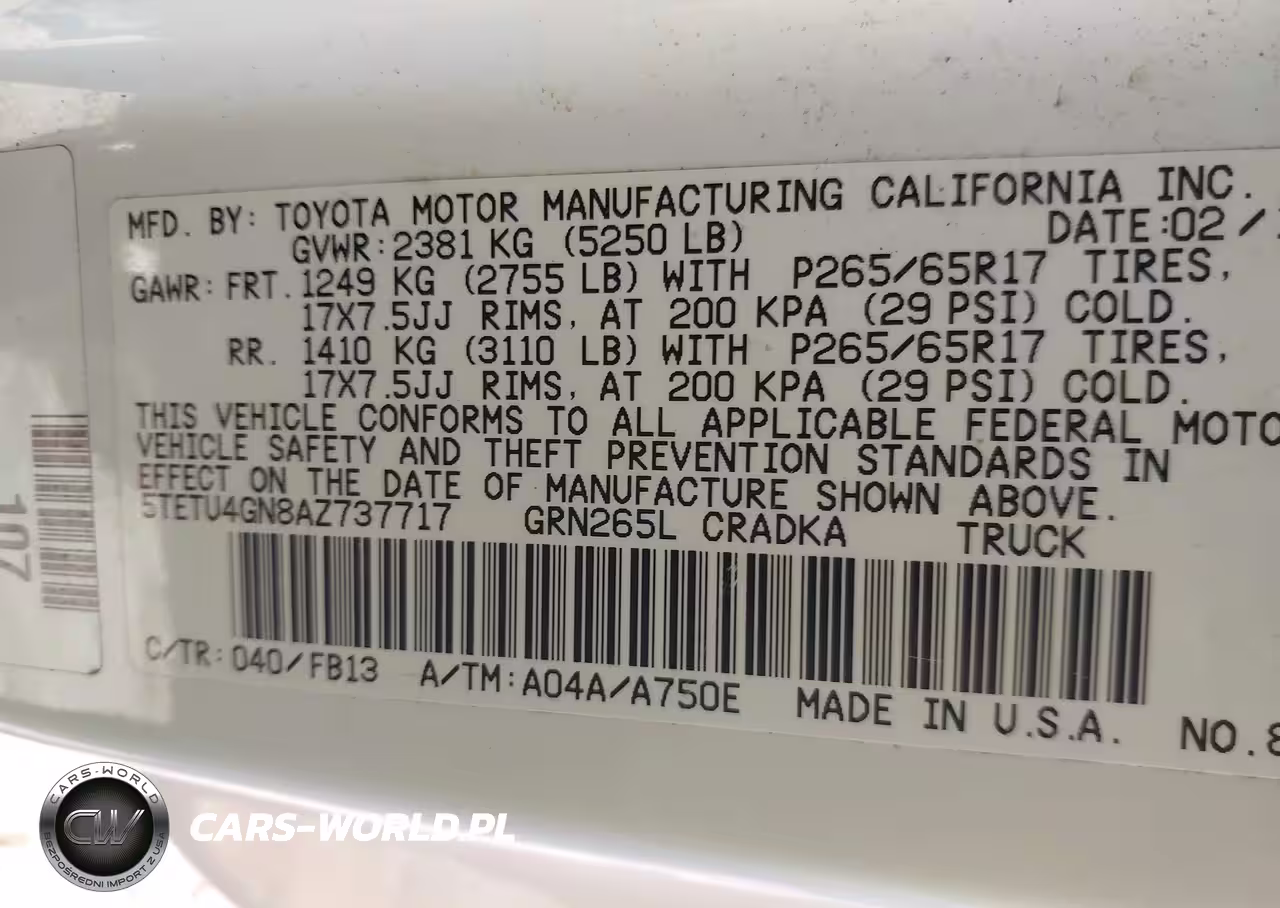 MFD. BY: TOYOTA MOTOR MANUFACTURING CALIFORNIA INC.
GVWR: 2381 KG (5250 LB) DATE: 02/
GAWR: FRT. 1249 KG (2755 LB) WITH P265/65R17 TIRES,
17X7.5JJ RIMS, AT 200 KPA (29 PSI) COLD.
RR. 1410 KG (3110 LB) WITH P265/65R17 TIRES,
17X7.5JJ RIMS, AT 200 KPA (29 PSI) COLD.
THIS VEHICLE CONFORMS TO ALL APPLICABLE FEDERAL MOTO
VEHICLE SAFETY AND THEFT PREVENTION STANDARDS IN
EFFECT ON THE DATE OF MANUFACTURE SHOWN ABOVE.
5TETU4GN8AZ737717 GRN265L CRADKA TRUCK
C/TR: 040/FB13 A/TM: A04A/A750E MADE IN U.S.A. NO.8
107
CARS-WORLD
CW
BEZPOŚREDNI IMPORT Z USA
CARS-WORLD.PL